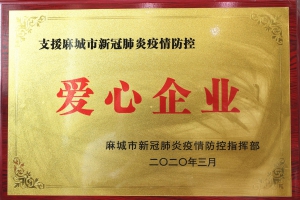 支援麻城市新冠肺炎疫情防控
爱心企业
麻城市新冠肺炎疫情防控指挥部
二〇二〇年三月